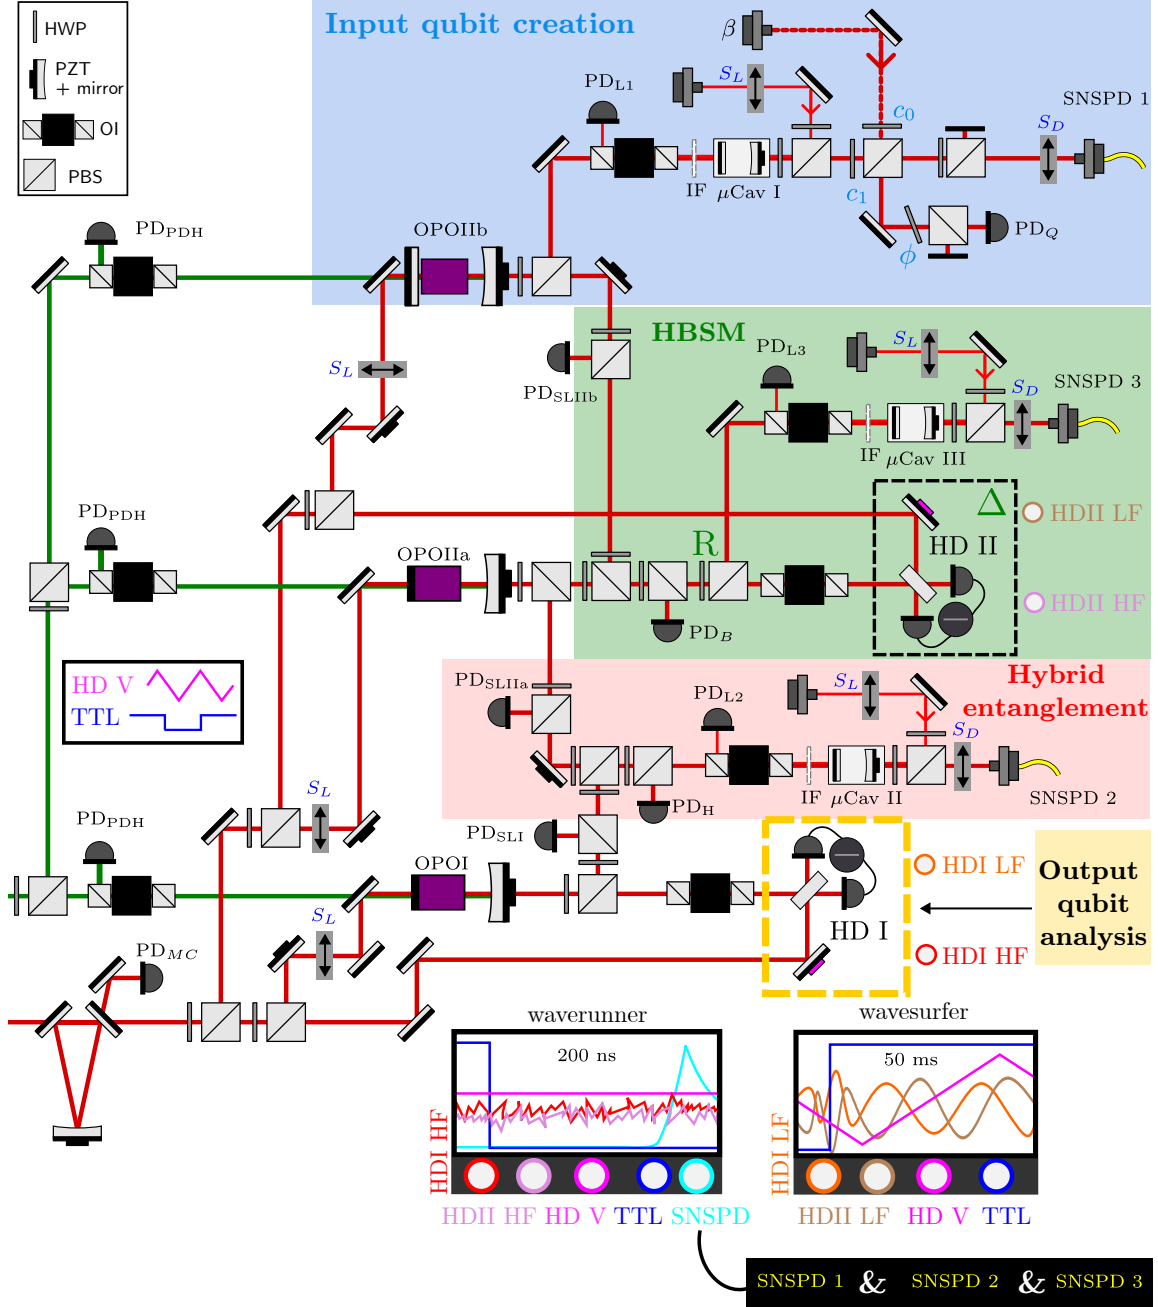 HWP
PZT
+ mirror
OI
PBS
Input qubit creation
β
S_L
PD_L1
SNSPD 1
c_0
S_D
IF
μCav I
c_1
PD_Q
ϕ
PD_PDH
OPOIIb
HBSM
PD_L3
S_L
S_D
SNSPD 3
S_L
PD_SLIIb
IF
μCav III
PD_PDH
R
Δ
HDII LF
HD II
OPOIIa
HDII HF
PD_B
HD V
TTL
Hybrid
entanglement
PD_SLIIa
S_L
PD_L2
S_D
IF
μCav II
SNSPD 2
PD_H
S_L
PD_PDH
PD_SLI
OPOI
HDI LF
Output
qubit
analysis
HD I
HDI HF
S_L
PD_MC
waverunner
wavesurfer
200 ns
50 ms
HDI HF
HDI LF
HDII HF HD V TTL SNSPD
HDII LF HD V TTL
SNSPD 1 & SNSPD 2 & SNSPD 3